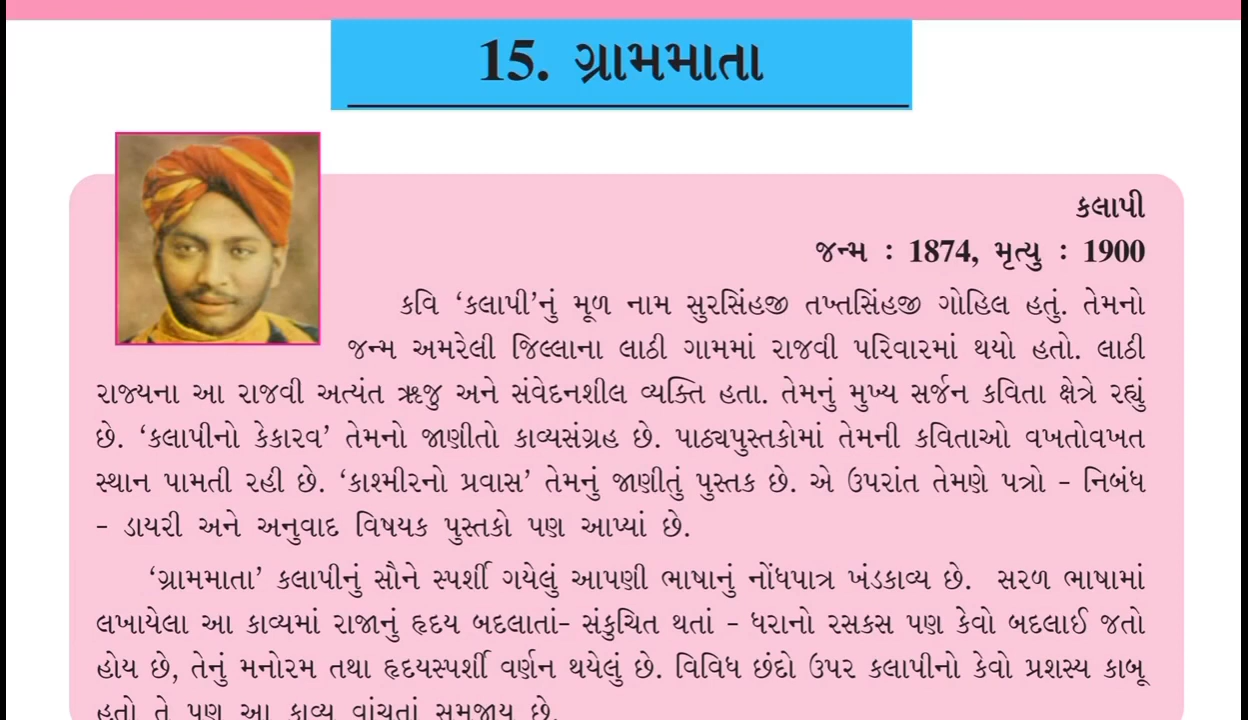 15. ગ્રામમાતા
કલાપી
જન્મ : 1874, મૃત્યુ : 1900
કવિ ‘કલાપી’નું મૂળ નામ સુરસિંહજી તખ્તસિંહજી ગોહિલ હતું. તેમનો
જન્મ અમરેલી જિલ્લાના લાઠી ગામમાં રાજવી પરિવારમાં થયો હતો. લાઠી
રાજ્યના આ રાજવી અત્યંત ઋજુ અને સંવેદનશીલ વ્યક્તિ હતા. તેમનું મુખ્ય સર્જન કવિતા ક્ષેત્રે રહ્યું
છે. ‘કલાપીનો કેકારવ’ તેમનો જાણીતો કાવ્યસંગ્રહ છે. પાઠ્યપુસ્તકોમાં તેમની કવિતાઓ વખતોવખત
સ્થાન પામતી રહી છે. ‘કાશ્મીરનો પ્રવાસ’ તેમનું જાણીતું પુસ્તક છે. એ ઉપરાંત તેમણે પત્રો - નિબંધ
- ડાયરી અને અનુવાદ વિષયક પુસ્તકો પણ આપ્યાં છે.
‘ગ્રામમાતા’ કલાપીનું સૌને સ્પર્શી ગયેલું આપણી ભાષાનું નોંધપાત્ર ખંડકાવ્ય છે. સરળ ભાષામાં
લખાયેલા આ કાવ્યમાં રાજાનું હૃદય બદલાતાં- સંકુચિત થતાં - ધરાનો રસકસ પણ કેવો બદલાઈ જતો
હોય છે, તેનું મનોરમ તથા હૃદયસ્પર્શી વર્ણન થયેલું છે. વિવિધ છંદો ઉપર કલાપીનો કેવો પ્રશસ્ય કાબૂ
હતો તે પણ આ કાવ્ય વાંચતાં સમજાય છે.